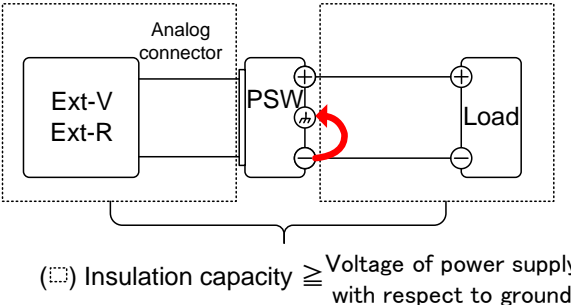 Analog
connector
Ext-V
Ext-R
PSW
Load
( ) Insulation capacity ≧ Voltage of power supply
with respect to ground